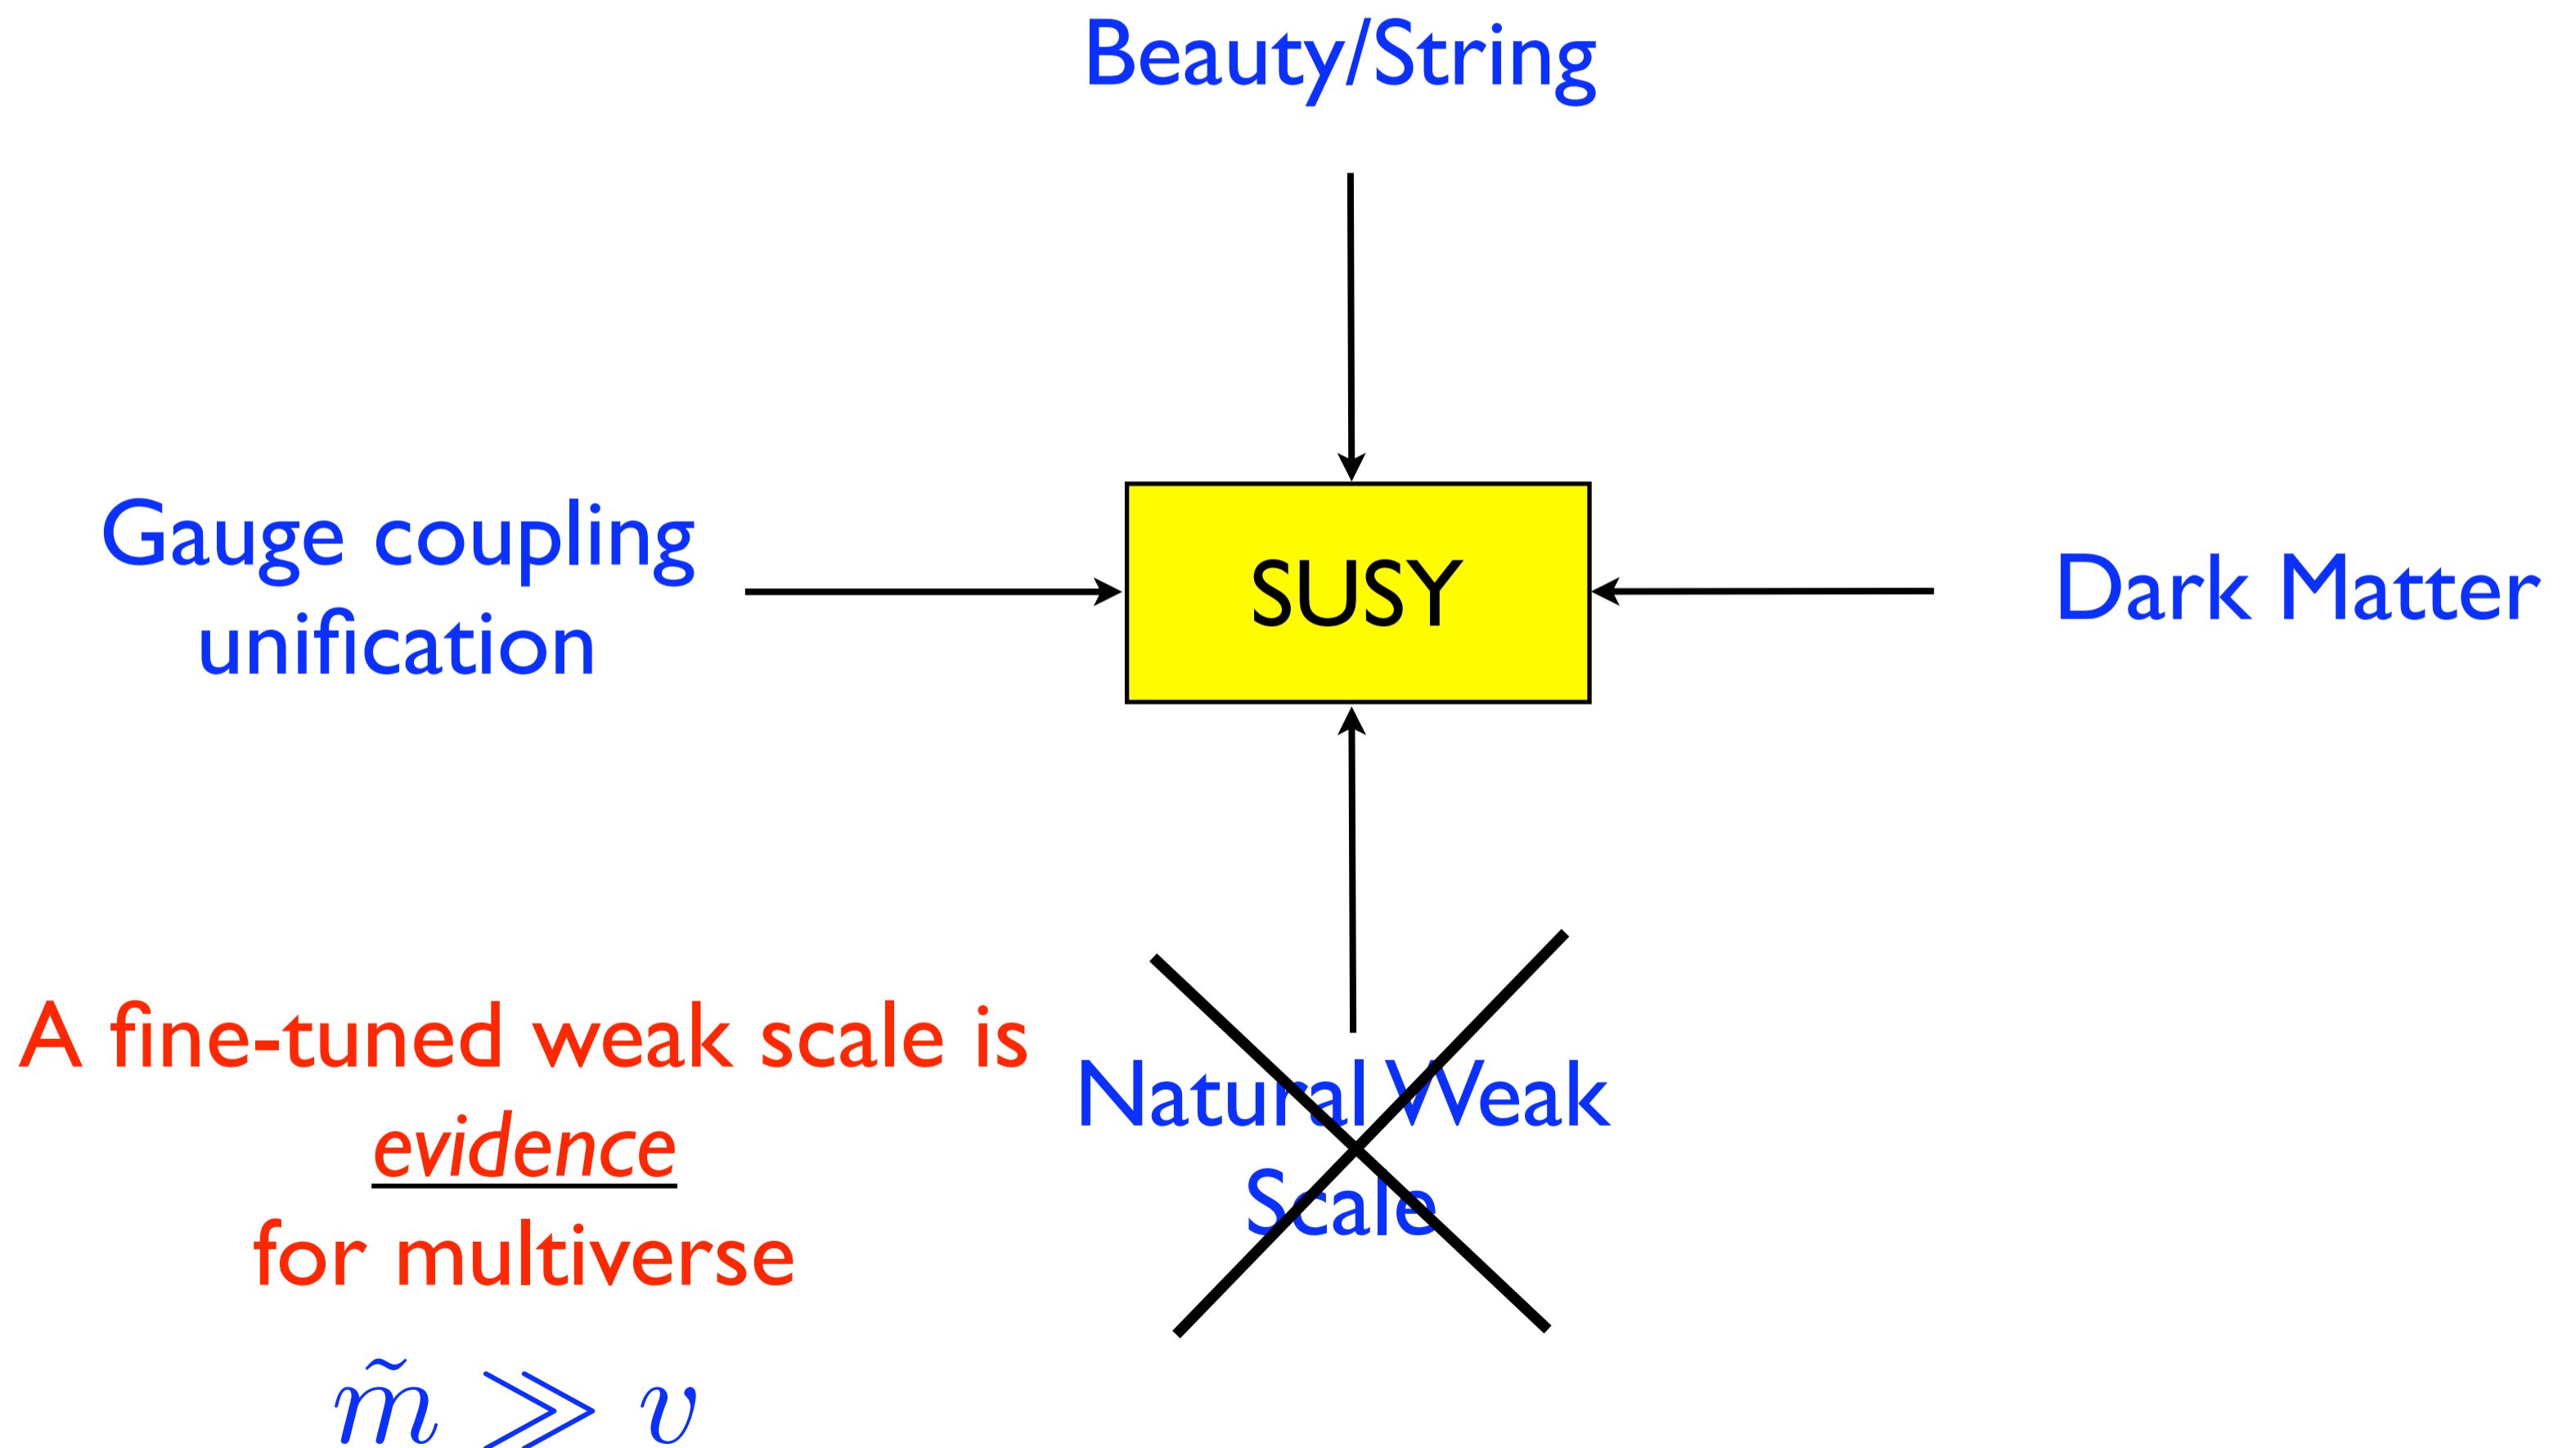 Beauty/String
Gauge coupling
unification
SUSY
Dark Matter
A fine-tuned weak scale is
evidence
for multiverse
m̃ ≫ v
Natural Weak
Scale